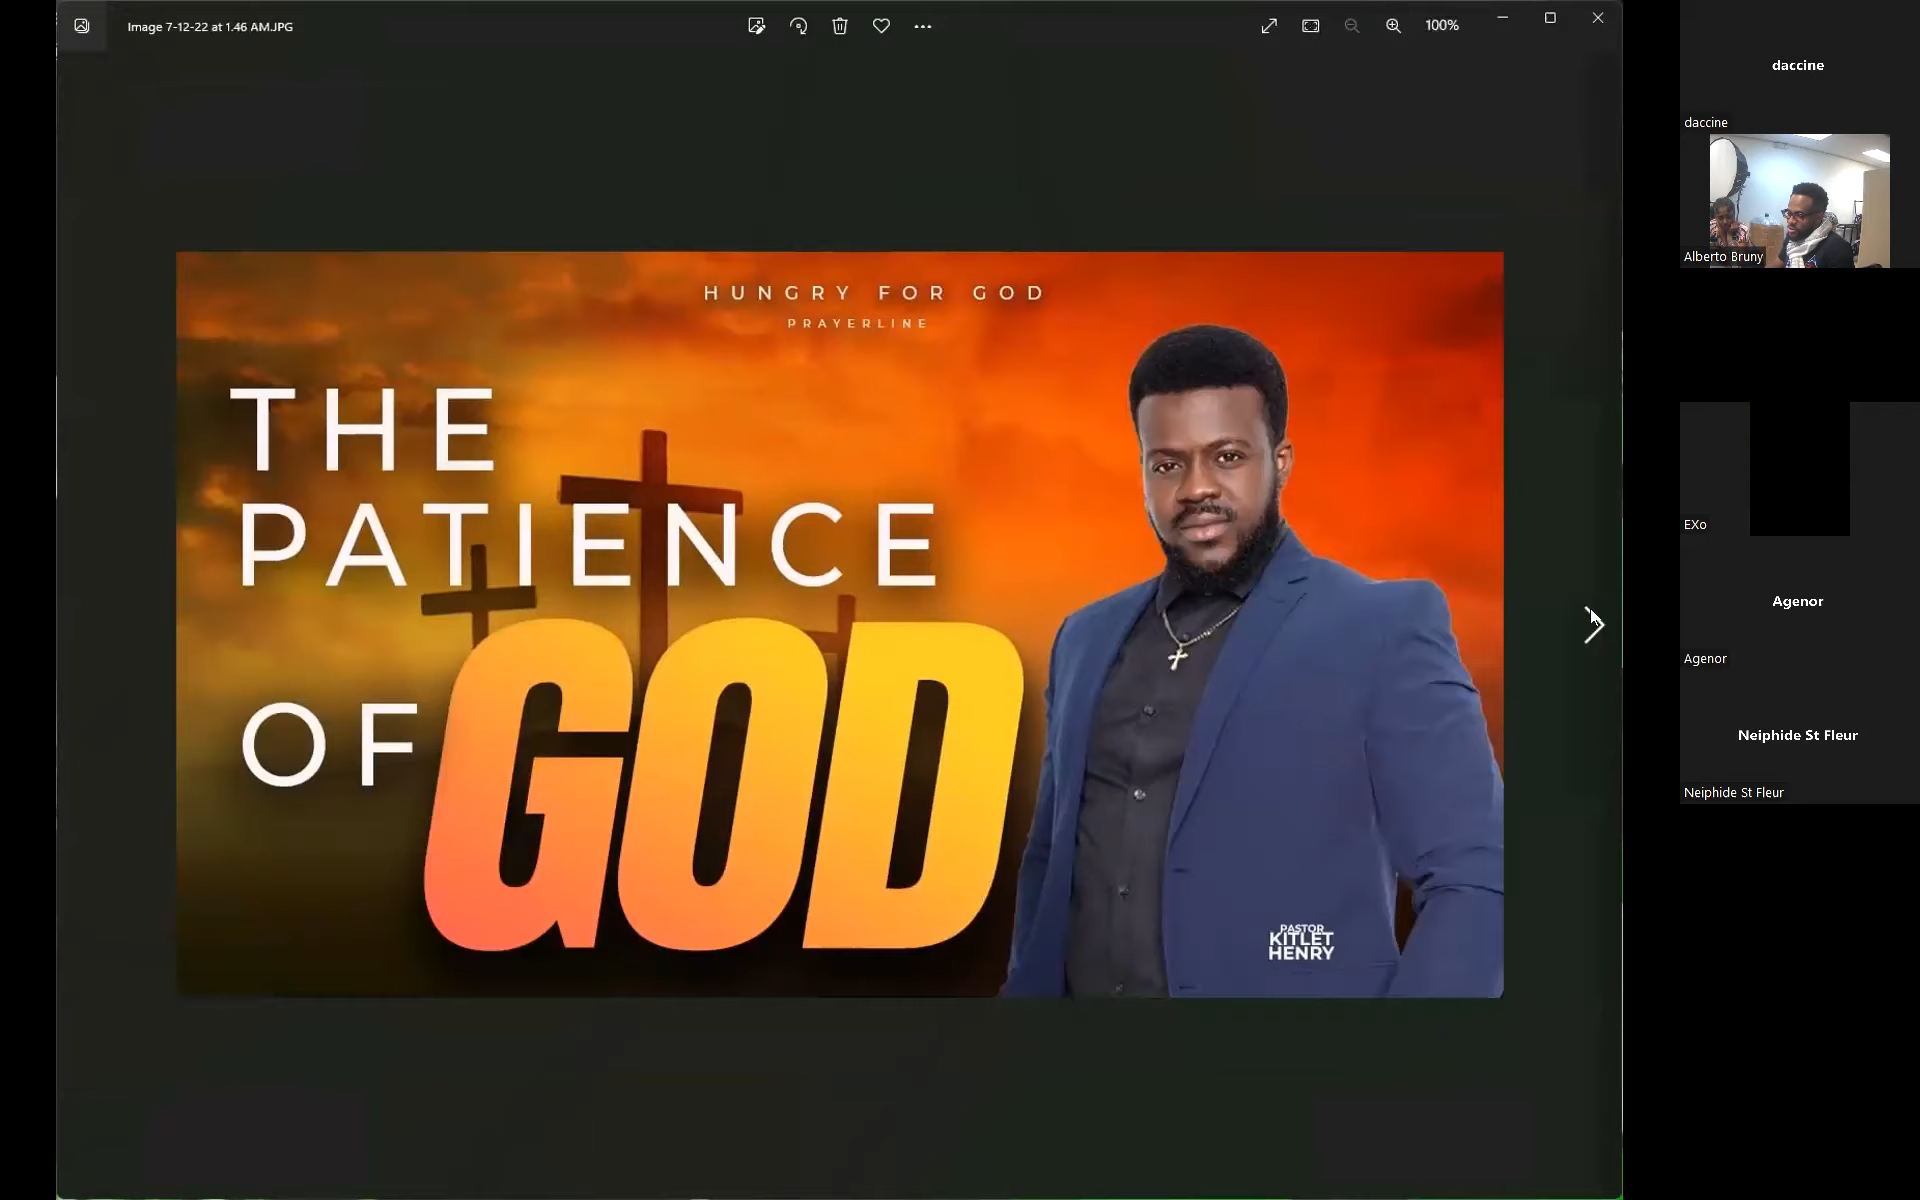 Image 7-12-22 at 1.46 AM.JPG
100%
HUNGRY FOR GOD
PRAYERLINE
THE
PATIENCE
OF GOD
PASTOR
KITLET
HENRY
daccine
daccine
Alberto Bruny
EXo
Agenor
Agenor
Neiphide St Fleur
Neiphide St Fleur